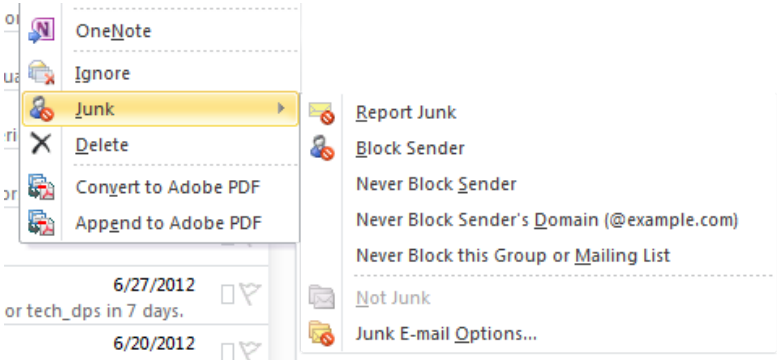 OneNote
Ignore
Junk
Delete
Convert to Adobe PDF
Append to Adobe PDF
Report Junk
Block Sender
Never Block Sender
Never Block Sender's Domain (@example.com)
Never Block this Group or Mailing List
Not Junk
Junk E-mail Options...
6/27/2012
or tech_dps in 7 days.
6/20/2012